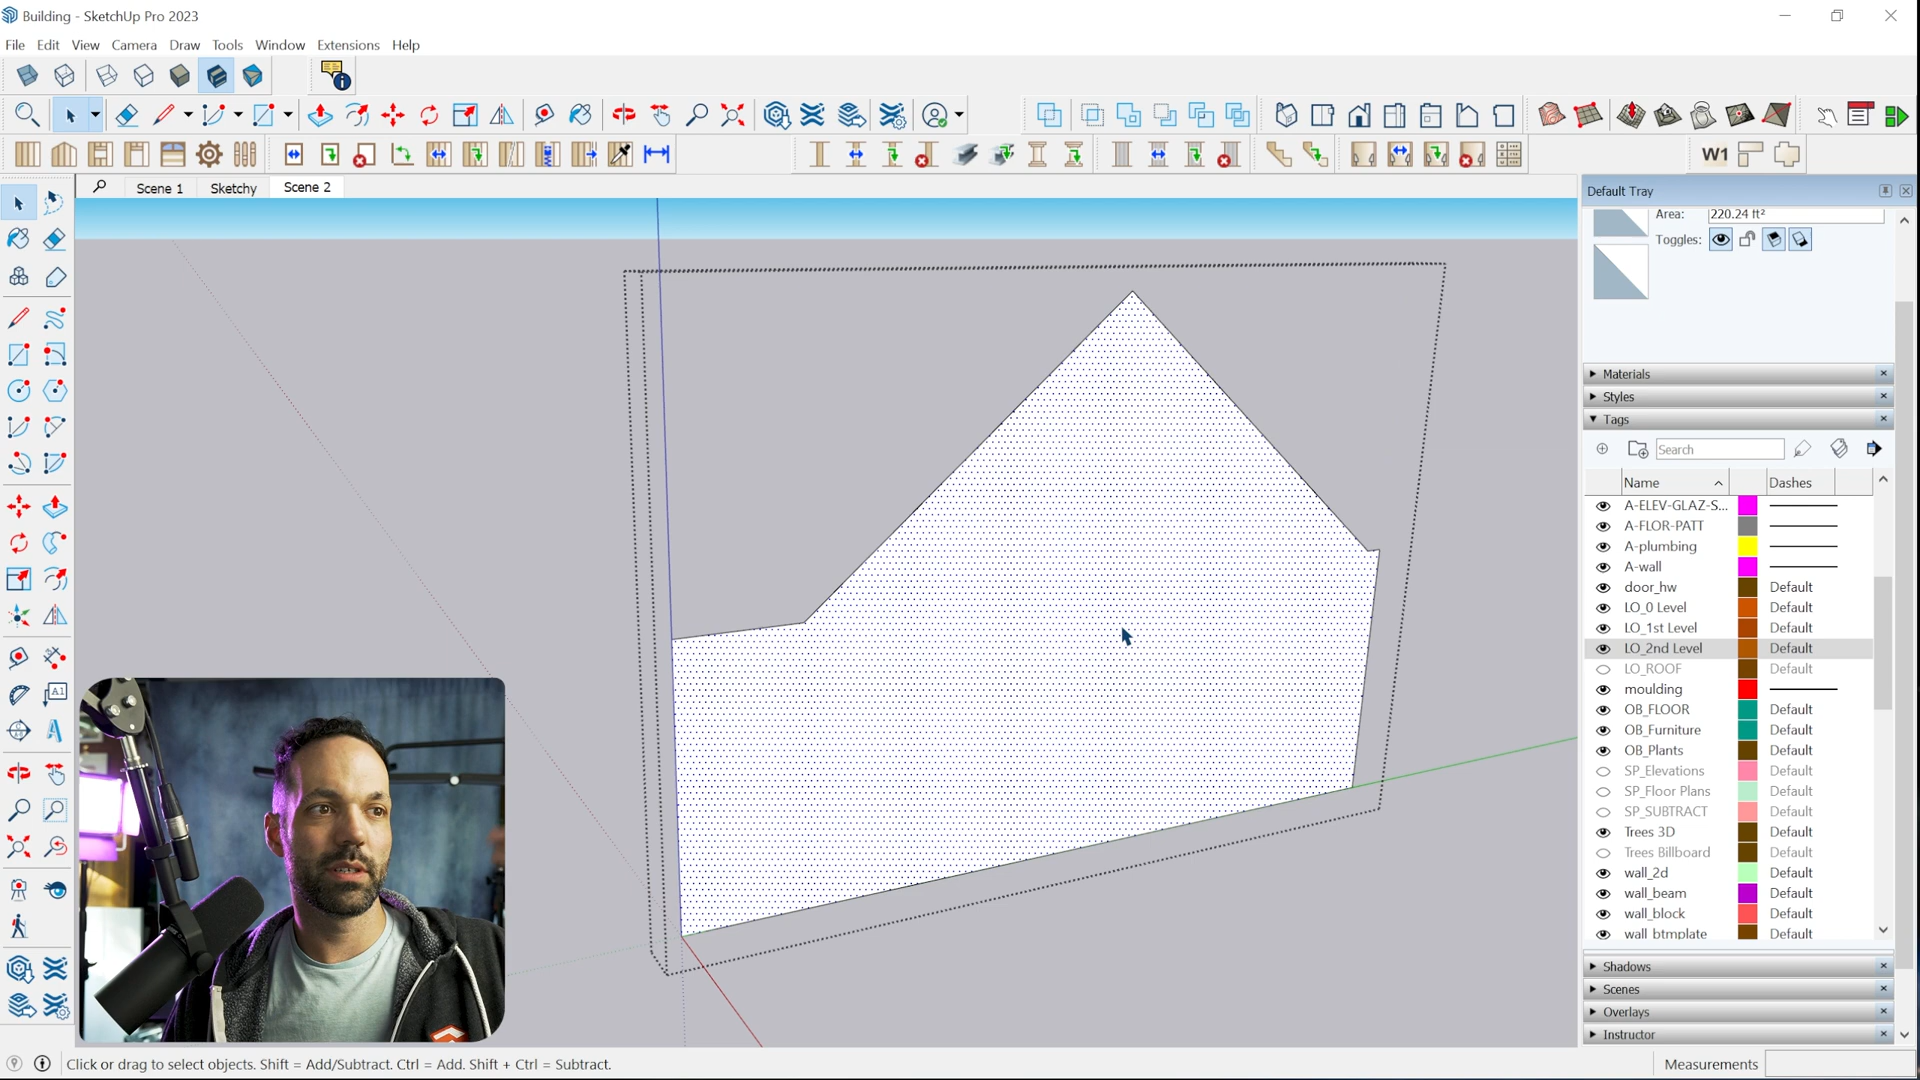 Building - SketchUp Pro 2023
File Edit View Camera Draw Tools Window Extensions Help
W1
Scene 1 Sketchy Scene 2
Default Tray
Area: 220.24 ft²
Toggles:
Materials
Styles
Tags
Search
Name Dashes
A-ELEV-GLAZ-S...
A-FLOR-PATT
A-plumbing
A-wall
door_hw Default
LO_0 Level Default
LO_1st Level Default
LO_2nd Level Default
LO_ROOF Default
moulding
OB_FLOOR Default
OB_Furniture Default
OB_Plants Default
SP_Elevations Default
SP_Floor Plans Default
SP_SUBTRACT Default
Trees 3D Default
Trees Billboard Default
wall_2d Default
wall_beam Default
wall_block Default
wall btmplate Default
Shadows
Scenes
Overlays
Instructor
A1
Click or drag to select objects. Shift = Add/Subtract. Ctrl = Add. Shift + Ctrl = Subtract.
Measurements